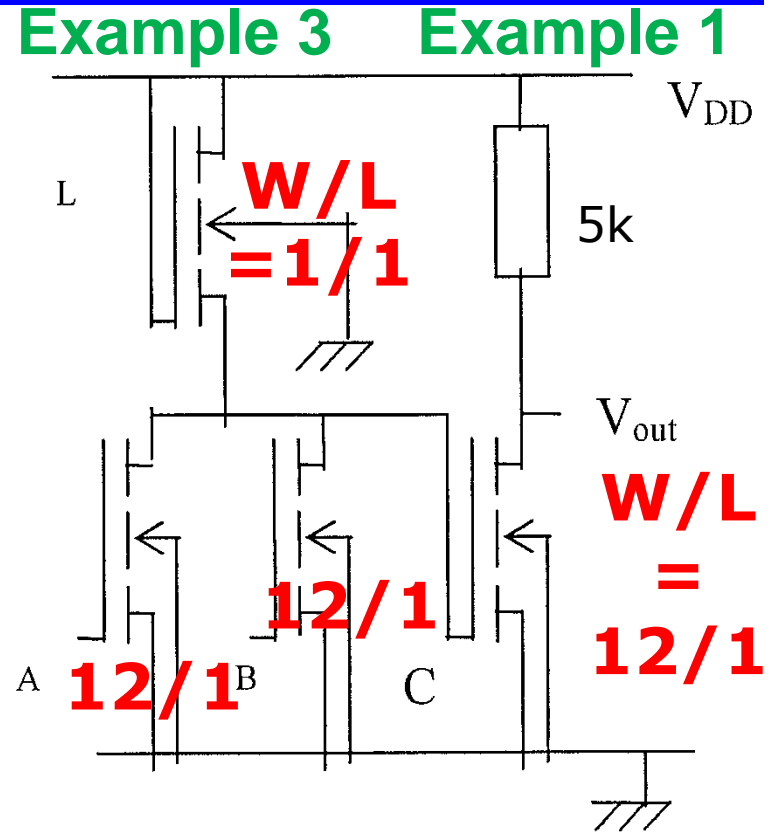 Example 3 Example 1
V_DD
L
W/L
=1/1
5k
V_out
W/L
=
12/1
12/1
A
12/1
B
C